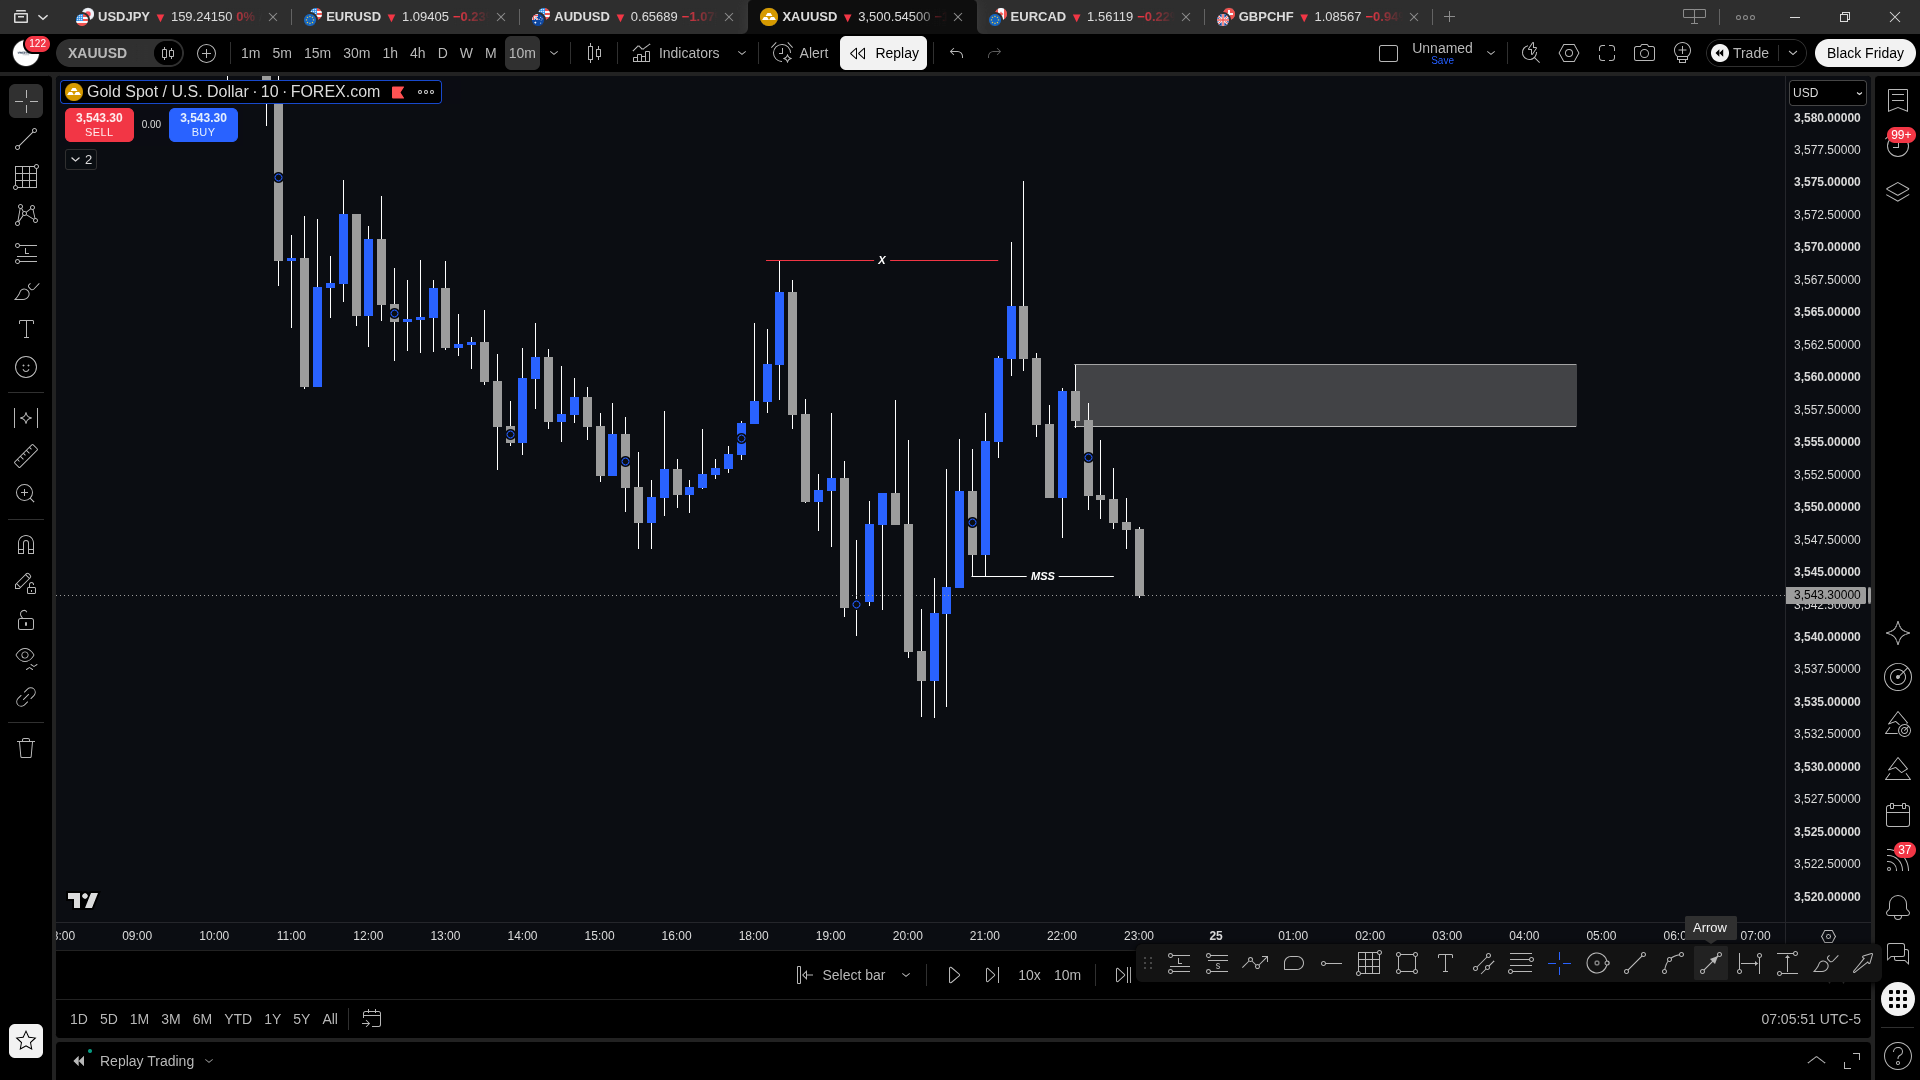 USDJPY 159.24150 0%
EURUSD 1.09405 −0.23
AUDUSD 0.65689 −1.07
XAUUSD 3,500.54500
EURCAD 1.56119 −0.22
GBPCHF 1.08567 −0.94
122
XAUUSD
1m 5m 15m 30m 1h 4h D W M 10m
Indicators
Alert
Replay
Unnamed
Save
Trade
Black Friday
Gold Spot / U.S. Dollar · 10 · FOREX.com
3,543.30
SELL
0.00
3,543.30
BUY
2
USD
3,580.00000
3,577.50000
3,575.00000
3,572.50000
3,570.00000
3,567.50000
3,565.00000
3,562.50000
3,560.00000
3,557.50000
3,555.00000
3,552.50000
3,550.00000
3,547.50000
3,545.00000
3,543.30000
3,542.50000
3,540.00000
3,537.50000
3,535.00000
3,532.50000
3,530.00000
3,527.50000
3,525.00000
3,522.50000
3,520.00000
X
MSS
99+
37
09:00 10:00 11:00 12:00 13:00 14:00 15:00 16:00 17:00 18:00 19:00 20:00 21:00 22:00 23:00 25 01:00 02:00 03:00 04:00 05:00 07:00
Arrow
Select bar
10x 10m
1D 5D 1M 3M 6M YTD 1Y 5Y All
07:05:51 UTC-5
Replay Trading